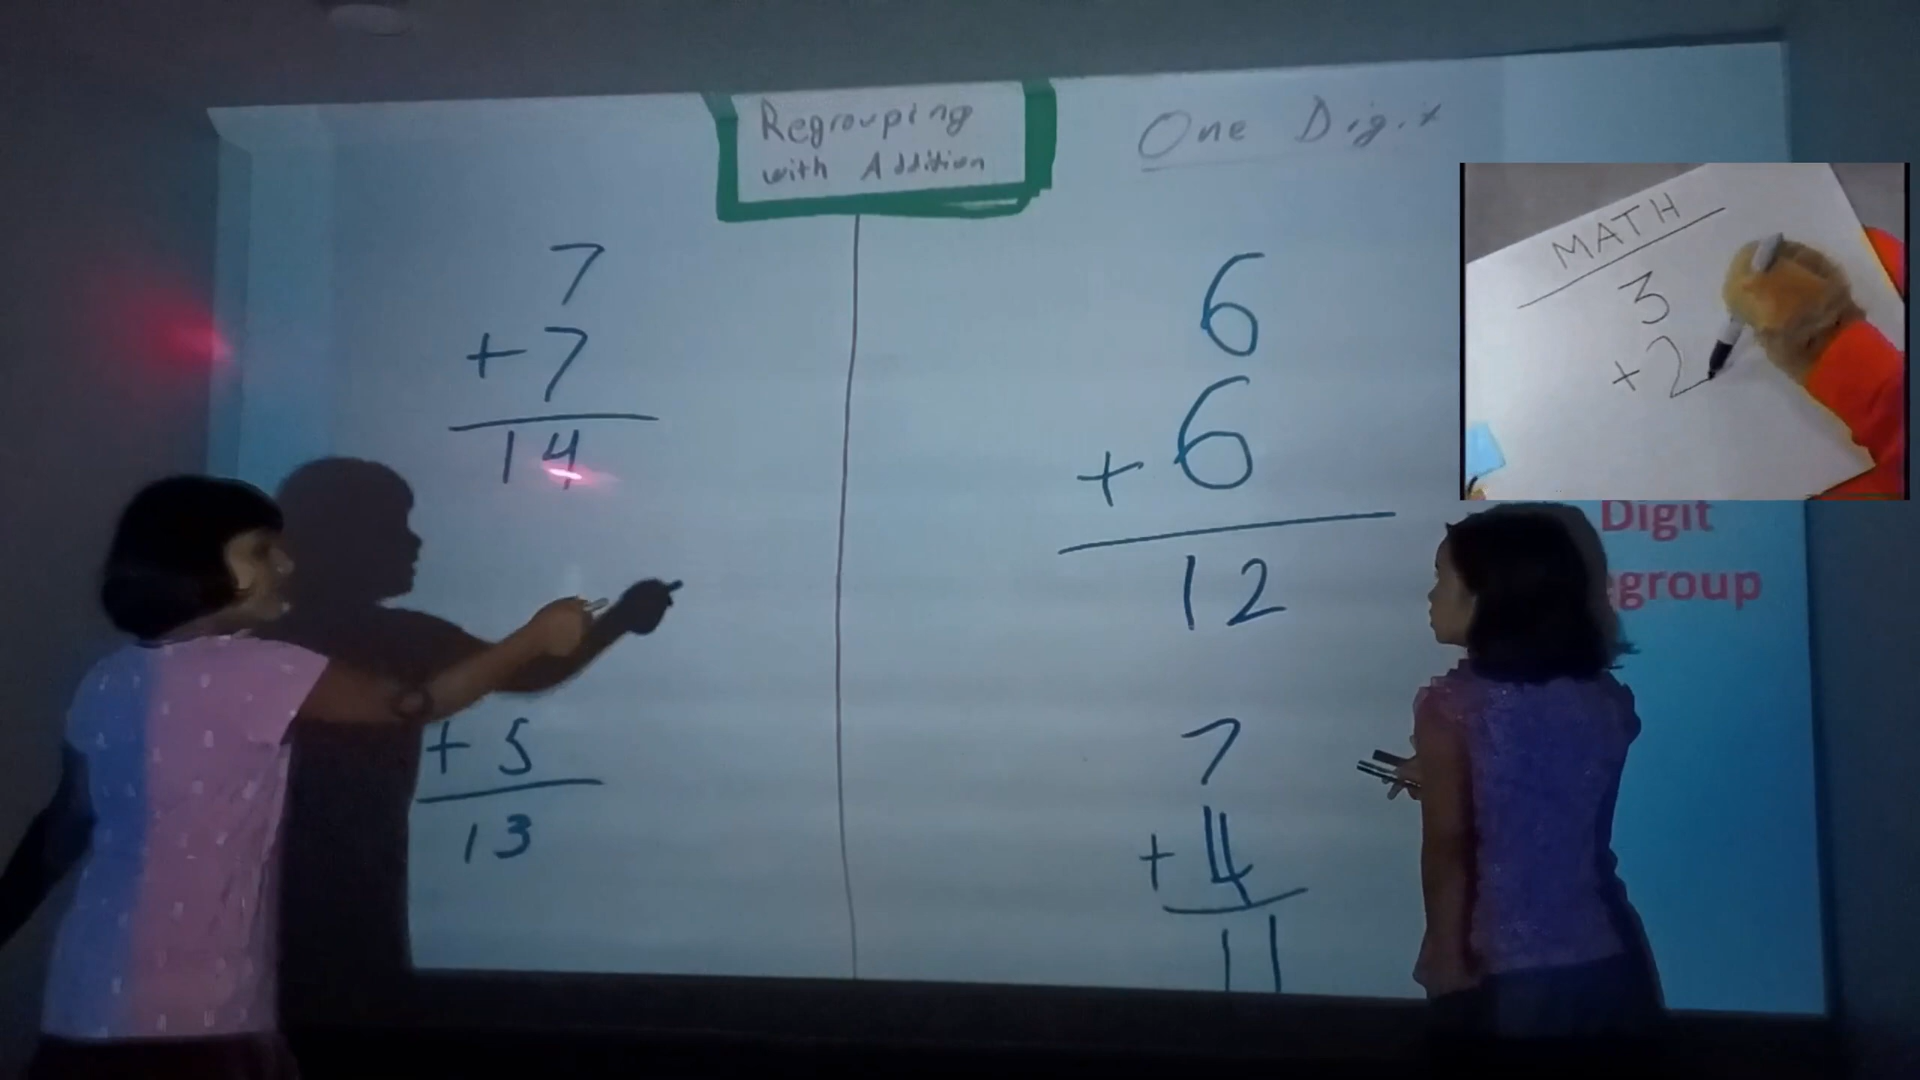 Regrouping
with Addition
One Digit
7
+ 7
14
+ 5
13
6
+ 6
12
7
+ 4
11
MATH
3
+ 2
Digit
egroup